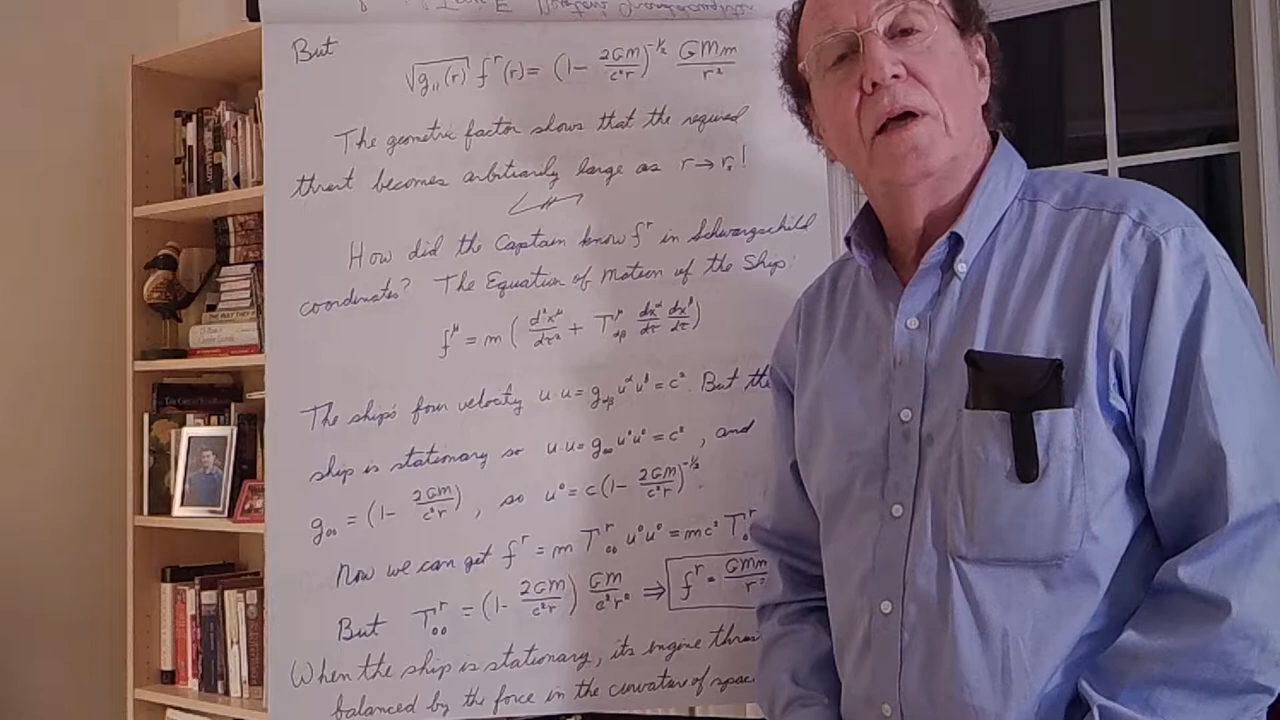 But
√g₁₁(r) fʳ(r) = (1 - 2GM/c²r)^-½ GMm/r²
The geometric factor shows that the required
thrust becomes arbitrarily large as r → rₛ!
How did the Captain know fʳ in Schwarzschild
coordinates? The Equation of Motion of the Ship:
f^μ = m ( d²x^μ/dτ² + Γ^μ_αβ dx^α/dτ dx^β/dτ )
The ship's four velocity u·u = g_αβ u^α u^β = c². But the
ship is stationary so u·u = g₀₀ u⁰u⁰ = c², and
g₀₀ = (1 - 2GM/c²r), so u⁰ = c(1 - 2GM/c²r)^-½.
Now we can get fʳ = m Γʳ₀₀ u⁰u⁰ = mc² Γʳ
But Γʳ₀₀ = (1 - 2GM/c²r) GM/c²r² ⇒ fʳ = GMm/r²
(When the ship is stationary, its engine thrus
balanced by the force in the curvature of spac